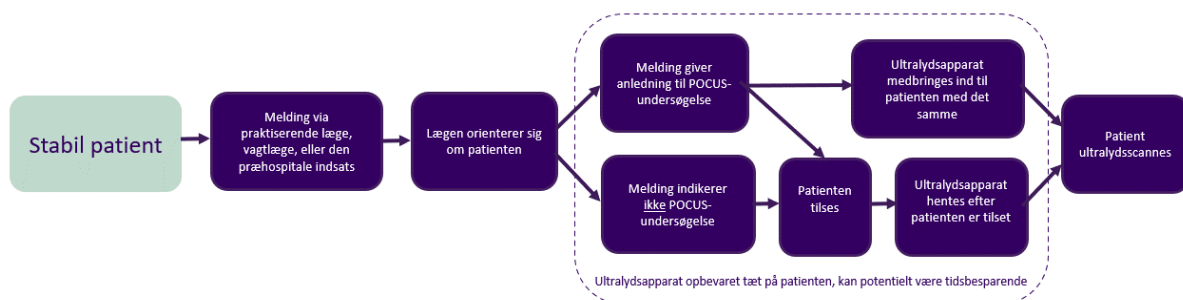 Stabil patient
Melding via
praktiserende læge,
vagtlæge, eller den
præhospitale indsats
Lægen orienterer sig
om patienten
Melding giver
anledning til POCUS-
undersøgelse
Ultralydsapparat
medbringes ind til
patienten med det
samme
Melding indikerer
ikke POCUS-
undersøgelse
Patienten
tilses
Ultralydsapparat
hentes efter
patienten er tilset
Patient
ultralydsscannes
Ultralydsapparat opbevaret tæt på patienten, kan potentielt være tidsbesparende